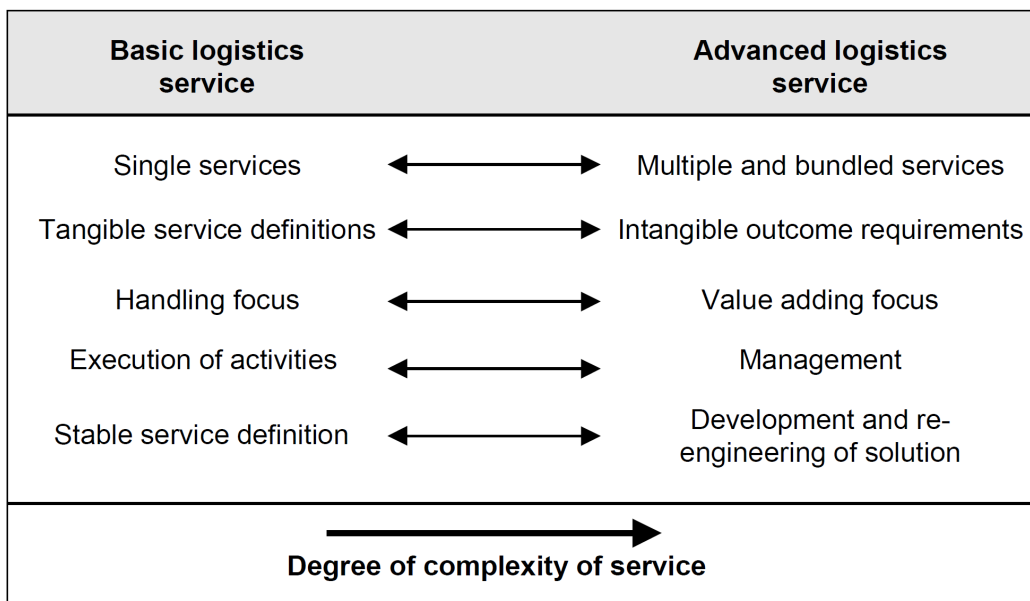 Basic logistics
service
Advanced logistics
service
Single services
Multiple and bundled services
Tangible service definitions
Intangible outcome requirements
Handling focus
Value adding focus
Execution of activities
Management
Stable service definition
Development and re-
engineering of solution
Degree of complexity of service